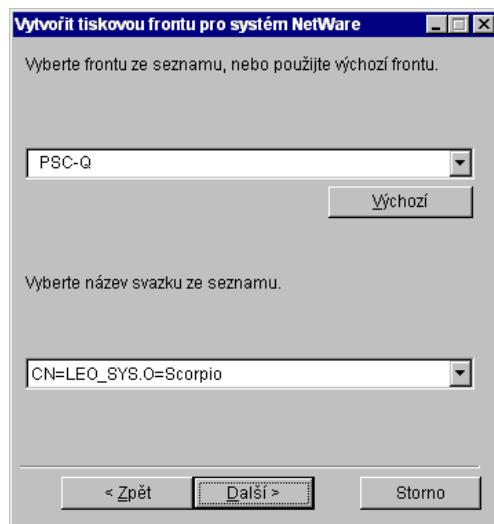 Vytvořit tiskovou frontu pro systém NetWare
Vyberte frontu ze seznamu, nebo použijte výchozí frontu.
PSC-Q
Výchozí
Vyberte název svazku ze seznamu.
CN=LEO_SYS.O=Scorpio
< Zpět Další > Storno